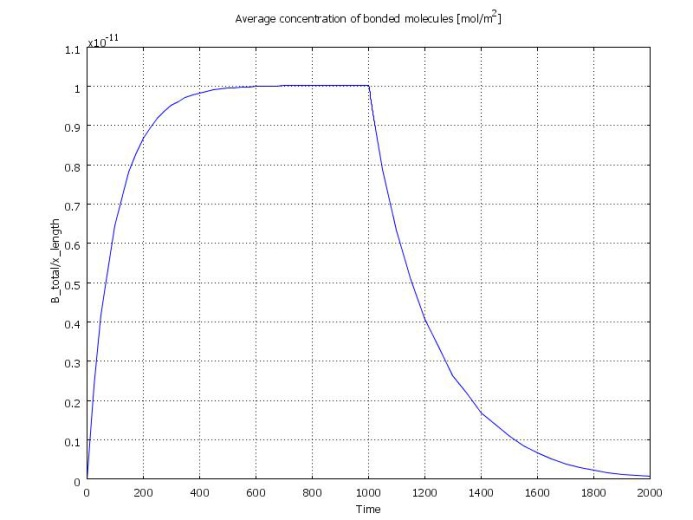 Average concentration of bonded molecules [mol/m²]
x10⁻¹¹
1.1
1
0.9
0.8
0.7
0.6
0.5
0.4
0.3
0.2
0.1
0
B_total/x_length
0 200 400 600 800 1000 1200 1400 1600 1800 2000
Time